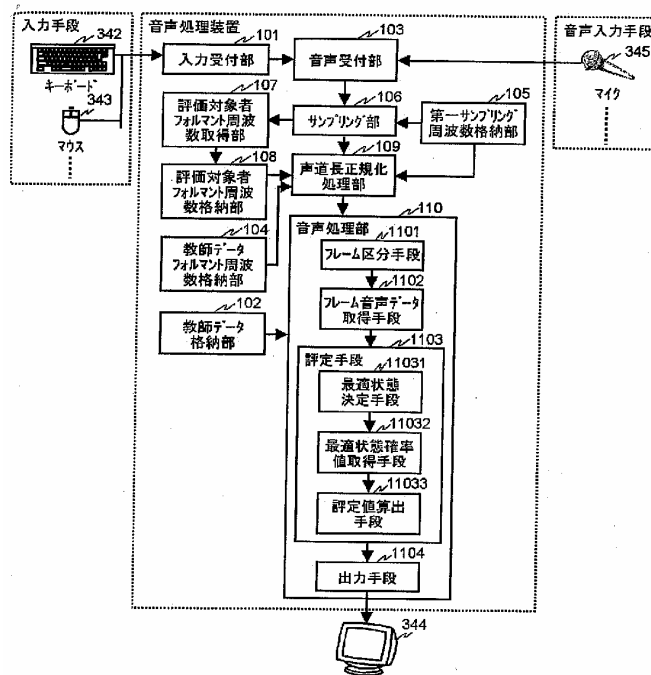 入力手段
342
キーボード
343
マウス
音声処理装置
101
入力受付部
103
音声受付部
音声入力手段
345
マイク
107
評価対象者
フォルマント周波
数取得部
106
サンプリング部
105
第一サンプリング
周波数格納部
108
評価対象者
フォルマント周波
数格納部
109
声道長正規化
処理部
104
教師データ
フォルマント周波
数格納部
102
教師データ
格納部
110
音声処理部
1101
フレーム区分手段
1102
フレーム音声データ
取得手段
1103
評定手段
11031
最適状態
決定手段
11032
最適状態確率
値取得手段
11033
評定値算出
手段
1104
出力手段
344